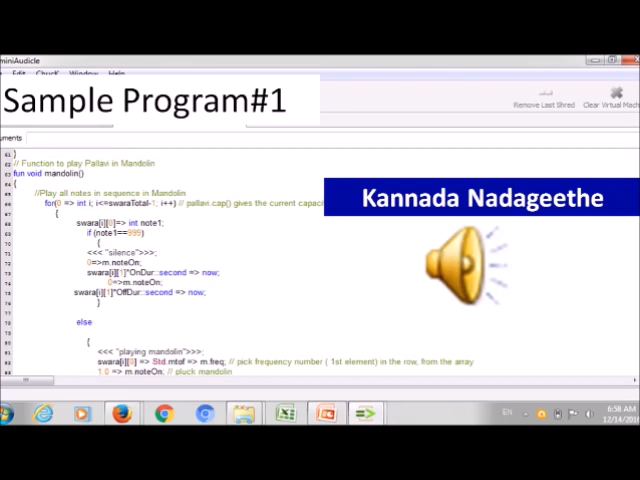 miniAudicle
Edit ChucK Window Help
Sample Program#1
Remove Last Shred Clear Virtual Mach
uments
61 }
62 // Function to play Pallavi in Mandolin
63 fun void mandolin()
64 {
65 //Play all notes in sequence in Mandolin
66 for(0 => int i; i<=swaraTotal-1; i++) // pallavi.cap() gives the current capaci
67 {
68 swara[i][0]=> int note1;
69 if (note1==999)
70 {
71 <<< "silence">>>;
72 0=>m.noteOn;
73 swara[i][1]*OnDur::second => now;
74 0=>m.noteOn;
75 swara[i][1]*OffDur::second => now;
76 }
77
78 else
79
80 {
81 <<< "playing mandolin">>>;
swara[i][0] => Std.mtof => m.freq; // pick frequency number ( 1st element) in the row, from the array
1.0 => m.noteOn; // pluck mandolin
Kannada Nadageethe
EN
6:58 AM
12/14/2016